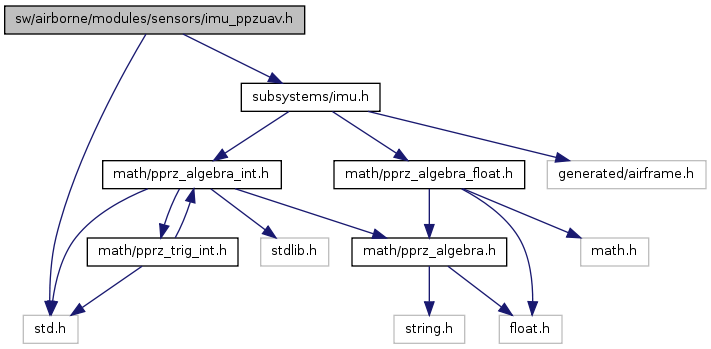 sw/airborne/modules/sensors/imu_ppzuav.h
subsystems/imu.h
math/pprz_algebra_int.h
math/pprz_algebra_float.h
generated/airframe.h
math/pprz_trig_int.h
stdlib.h
math/pprz_algebra.h
math.h
std.h
string.h
float.h